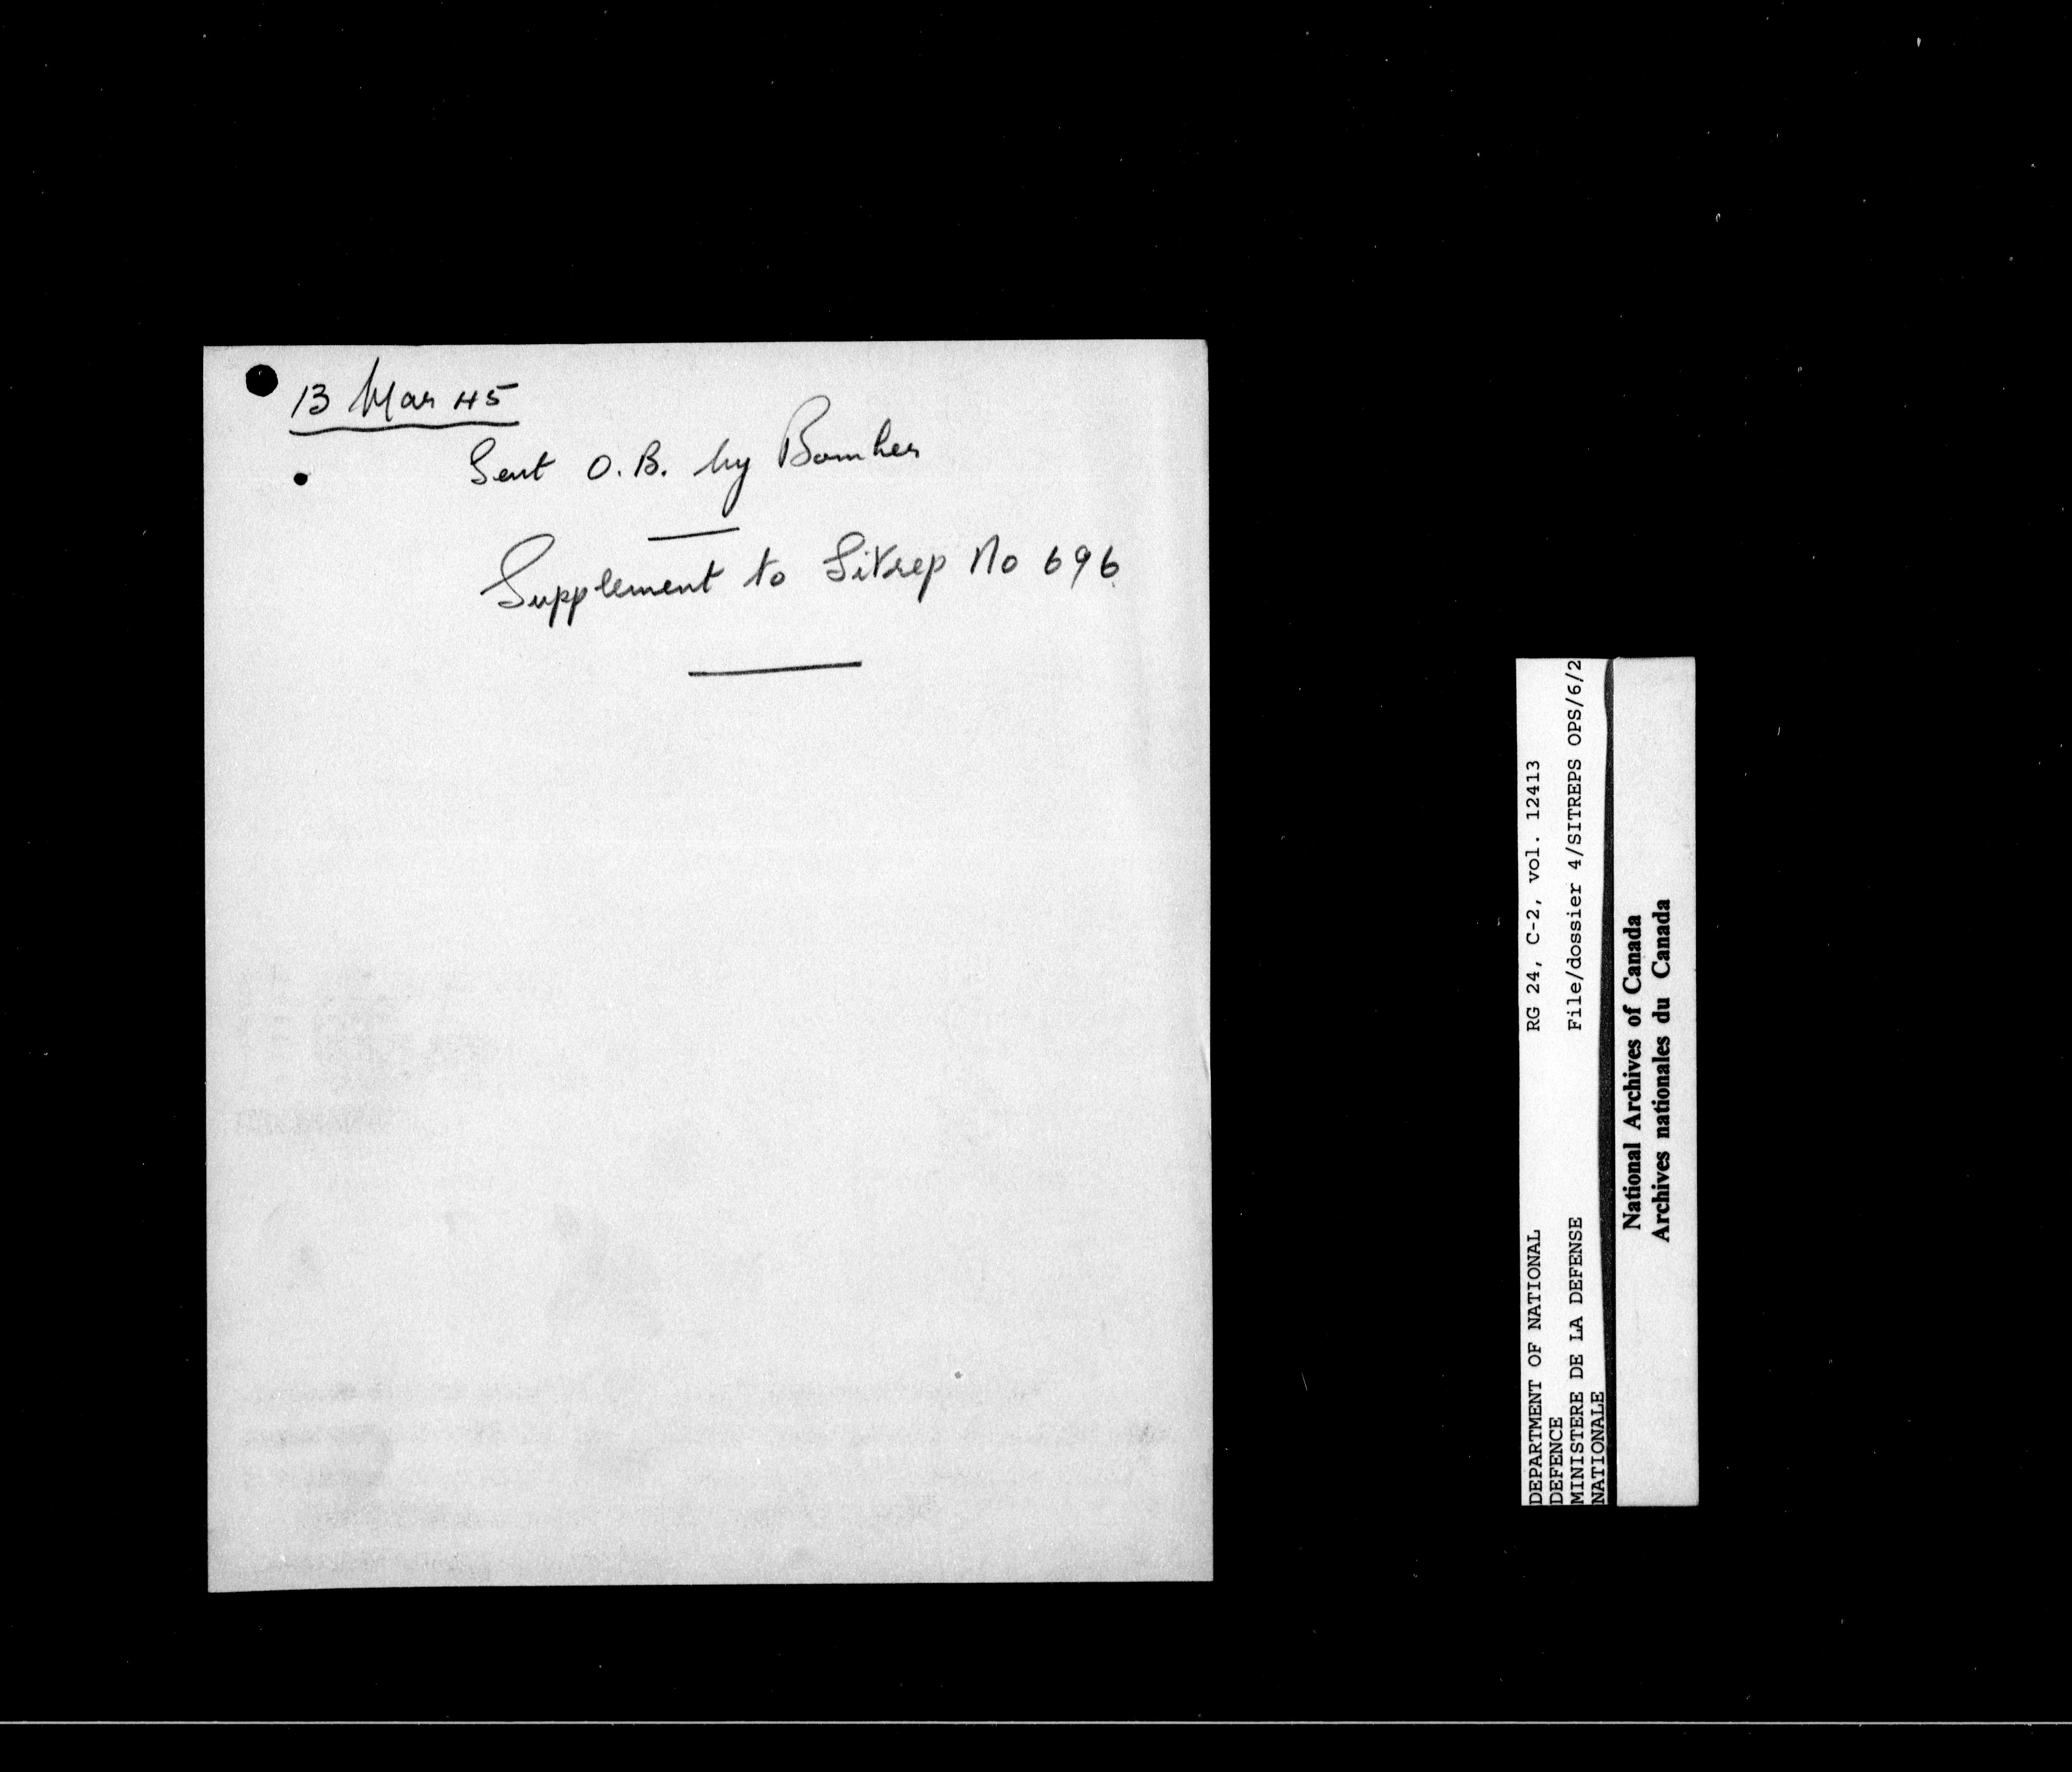 13 Mar 45
Sent O.B. by Bomber
Supplement to Sitrep No 696
DEPARTMENT OF NATIONAL
DEFENCE
MINISTERE DE LA DEFENSE
NATIONALE
RG 24, C-2, vol. 12413
File/dossier 4/SITREPS OPS/6/2
National Archives of Canada
Archives nationales du Canada